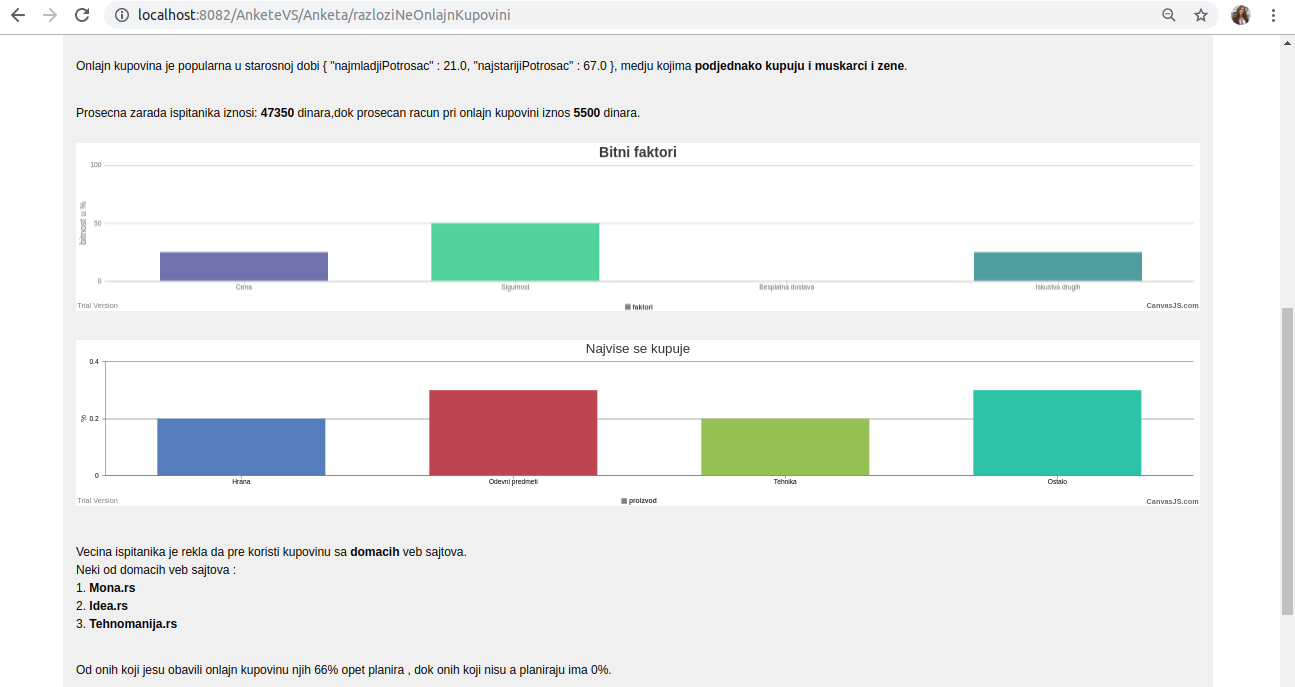 localhost:8082/AnketeVS/Anketa/razloziNeOnlajnKupovini
Onlajn kupovina je popularna u starosnoj dobi { "najmladjiPotrosac" : 21.0, "najstarijiPotrosac" : 67.0 }, medju kojima podjednako kupuju i muskarci i zene.
Prosecna zarada ispitanika iznosi: 47350 dinara,dok prosecan racun pri onlajn kupovini iznos 5500 dinara.
Bitni faktori
100
bitnost u %
50
0
Cena
Sigurnost
Besplatna dostava
Iskustva drugih
Trial Version
faktori
CanvasJS.com
Najvise se kupuje
0.4
%
0.2
0
Hrana
Odevni predmeti
Tehnika
Ostalo
Trial Version
proizvod
CanvasJS.com
Vecina ispitanika je rekla da pre koristi kupovinu sa domacih veb sajtova.
Neki od domacih veb sajtova :
1. Mona.rs
2. Idea.rs
3. Tehnomanija.rs
Od onih koji jesu obavili onlajn kupovinu njih 66% opet planira , dok onih koji nisu a planiraju ima 0%.